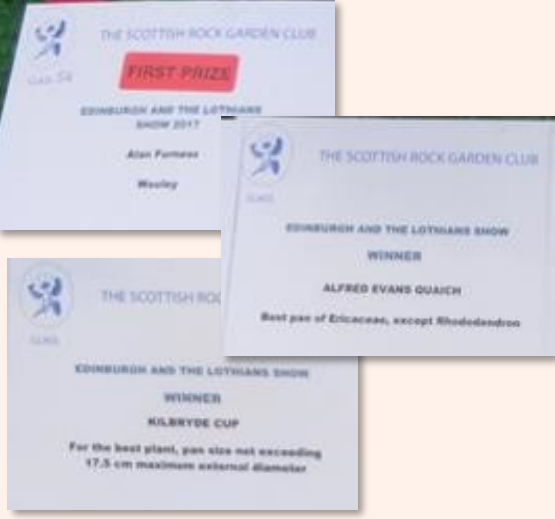 THE SCOTTISH ROCK GARDEN CLUB
CLASS 54
FIRST PRIZE
EDINBURGH AND THE LOTHIANS
SHOW 2017
Alan Furness
Wooley
THE SCOTTISH ROCK GARDEN CLUB
CLASS
EDINBURGH AND THE LOTHIANS SHOW
WINNER
ALFRED EVANS QUAICH
Best pan of Ericaceae, except Rhododendron
THE SCOTTISH ROC
CLASS
EDINBURGH AND THE LOTHIANS SHOW
WINNER
KILBRYDE CUP
For the best plant, pan size not exceeding
17.5 cm maximum external diameter